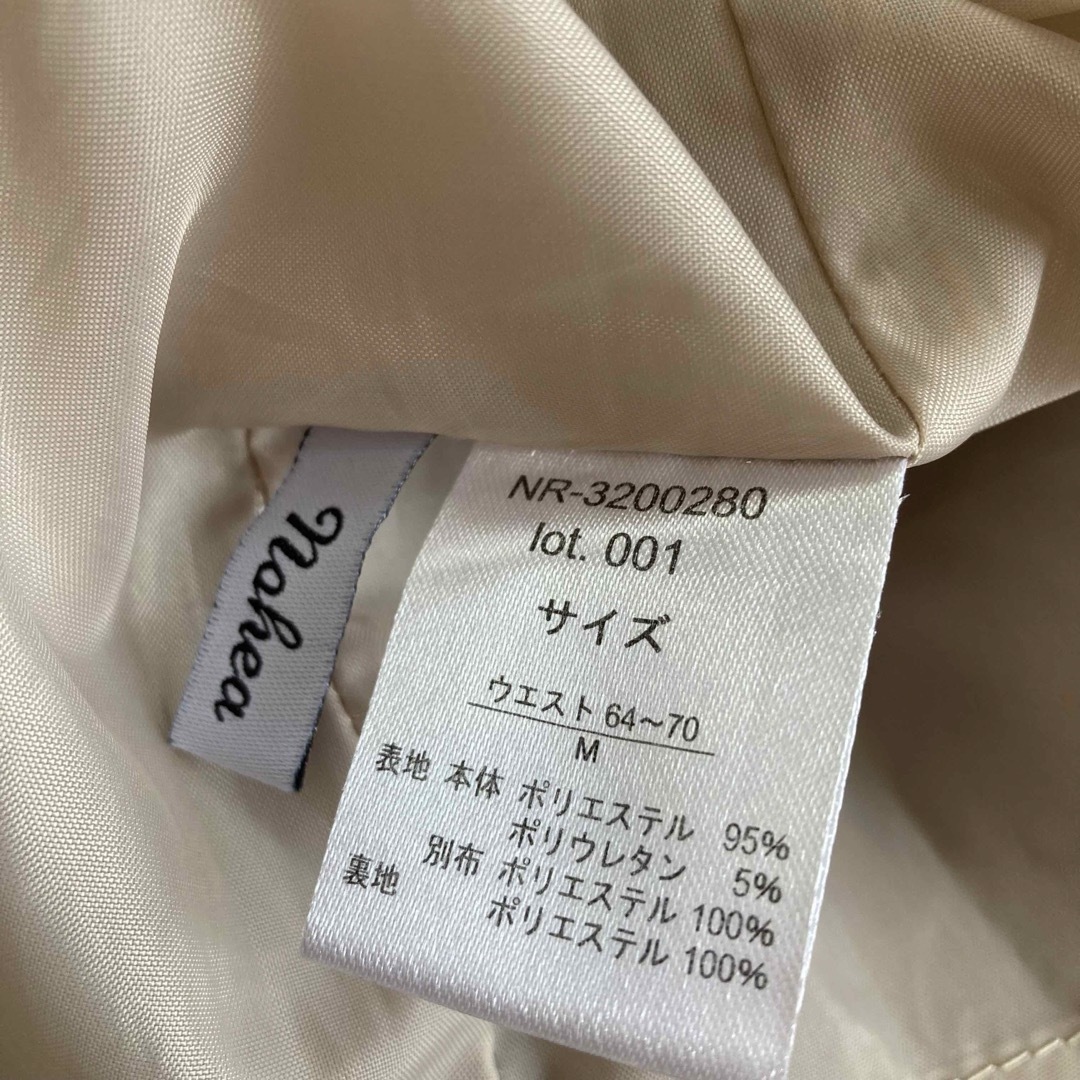 nohea
NR-3200280
lot. 001
サイズ
ウエスト 64～70
M
表地 本体 ポリエステル 95%
ポリウレタン 5%
別布 ポリエステル 100%
裏地 ポリエステル 100%